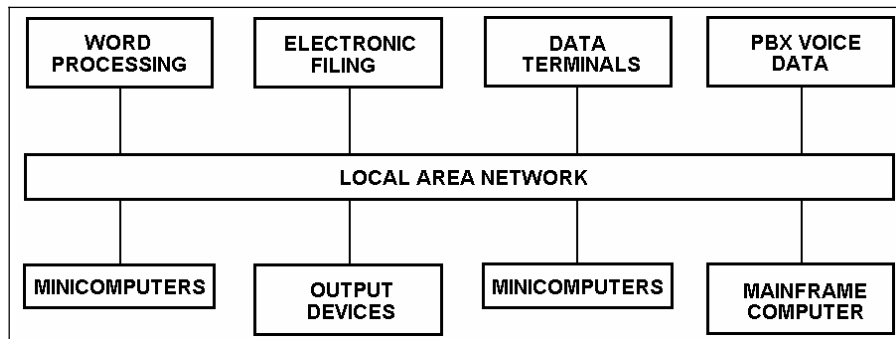 WORD
PROCESSING
ELECTRONIC
FILING
DATA
TERMINALS
PBX VOICE
DATA
LOCAL AREA NETWORK
MINICOMPUTERS
OUTPUT
DEVICES
MINICOMPUTERS
MAINFRAME
COMPUTER